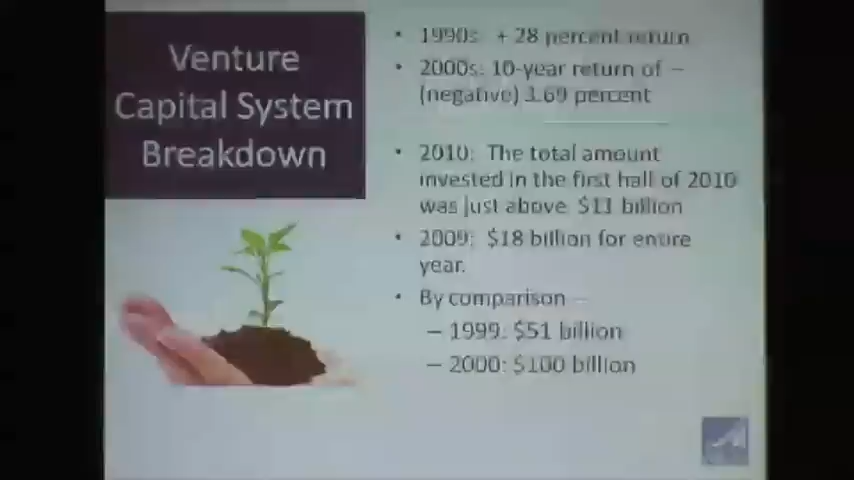 Venture
Capital System
Breakdown
• 1990s: + 28 percent return
• 2000s: 10-year return of –
(negative) 3.69 percent
• 2010: The total amount
invested in the first half of 2010
was just above $11 billion
• 2009: $18 billion for entire
year.
• By comparison –
– 1999: $51 billion
– 2000: $100 billion